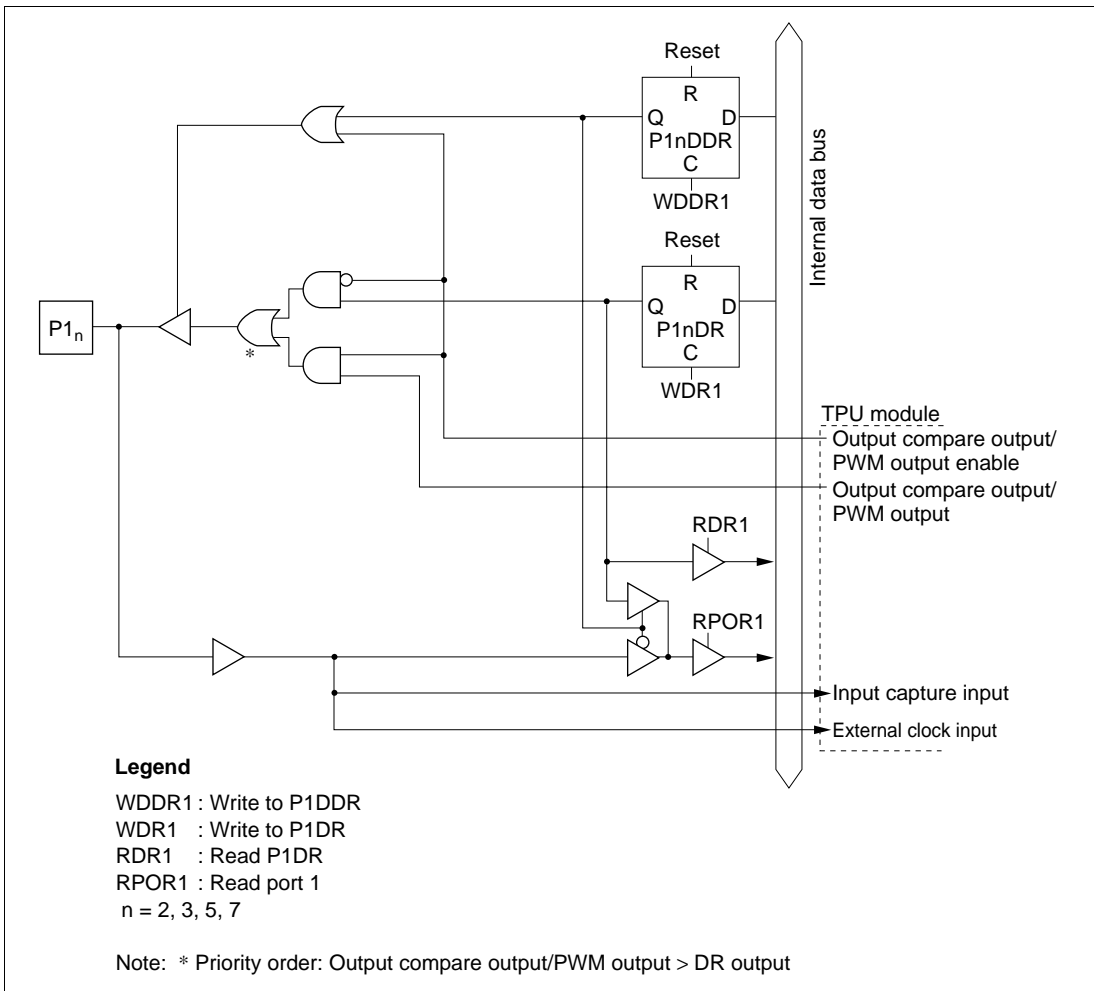 Reset
R
Q D
P1nDDR
C
WDDR1
Reset
R
Q D
P1nDR
C
WDR1
Internal data bus
P1n
*
TPU module
Output compare output/
PWM output enable
Output compare output/
PWM output
RDR1
RPOR1
Input capture input
External clock input
Legend
WDDR1 : Write to P1DDR
WDR1 : Write to P1DR
RDR1 : Read P1DR
RPOR1 : Read port 1
n = 2, 3, 5, 7
Note: * Priority order: Output compare output/PWM output > DR output